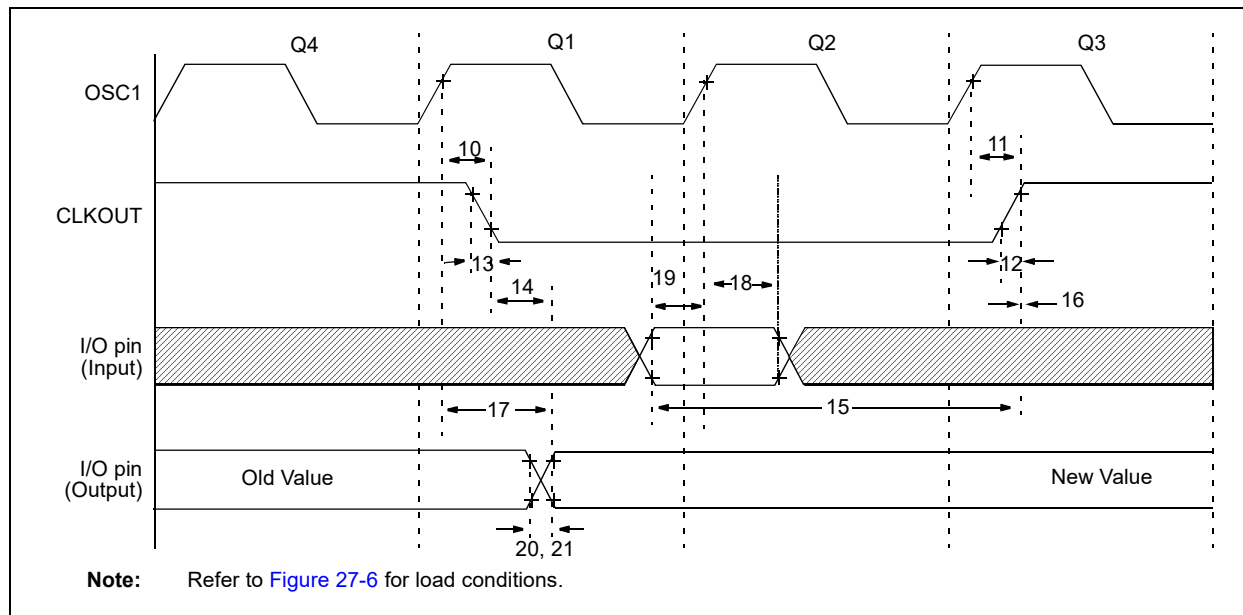 Q4 Q1 Q2 Q3
OSC1
10 11
CLKOUT
13 14 19 18 12 16
I/O pin
(Input)
17 15
I/O pin
(Output)
Old Value New Value
20, 21
Note: Refer to Figure 27-6 for load conditions.